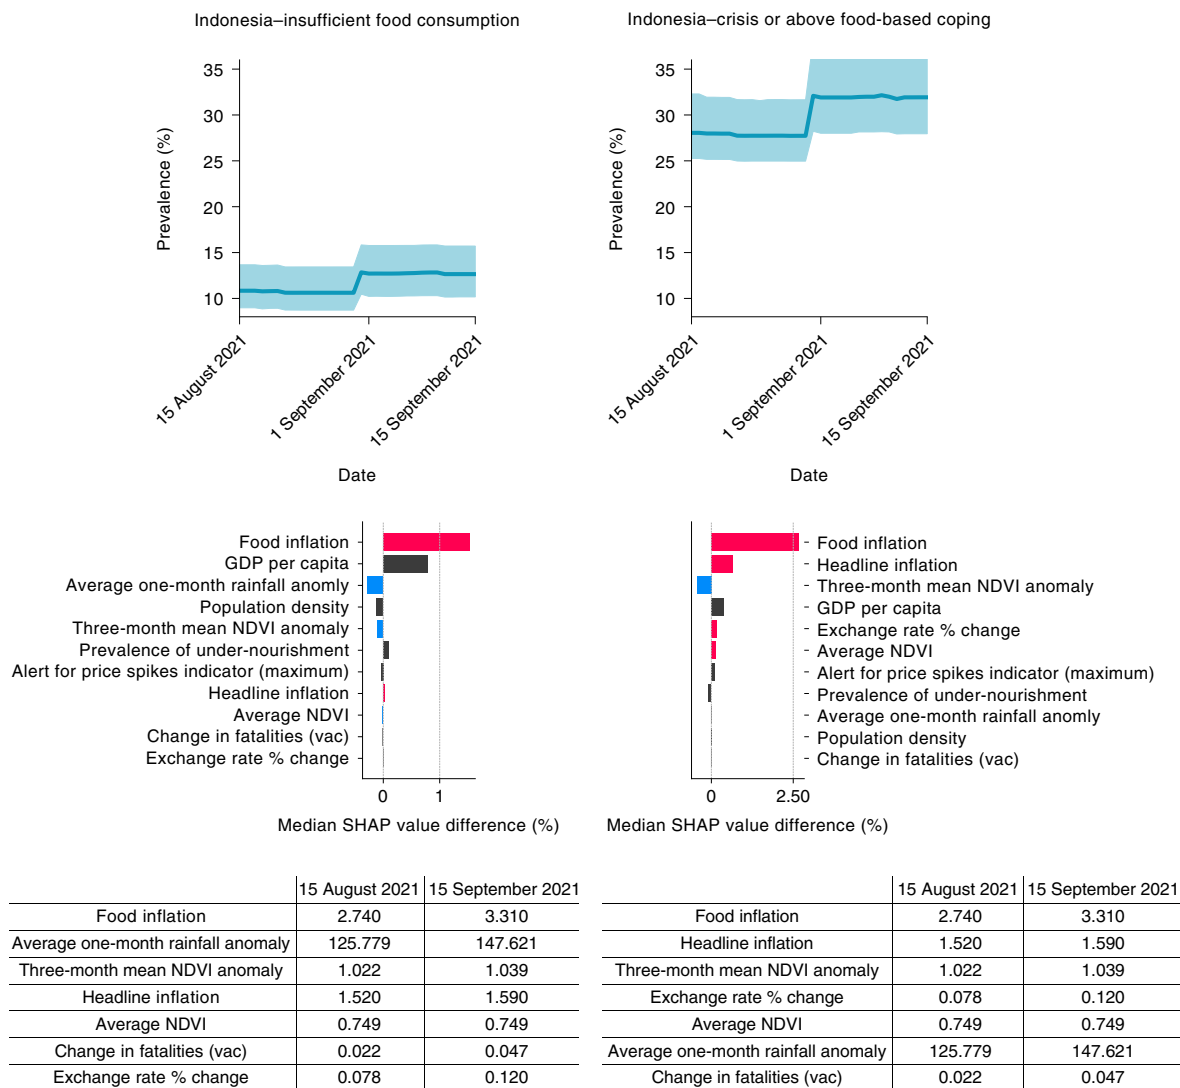 Indonesia–insufficient food consumption
Indonesia–crisis or above food-based coping
Prevalence (%)
35
30
25
20
15
10
15 August 2021
1 September 2021
15 September 2021
Date
Prevalence (%)
35
30
25
20
15
10
15 August 2021
1 September 2021
15 September 2021
Date
Food inflation
GDP per capita
Average one-month rainfall anomly
Population density
Three-month mean NDVI anomaly
Prevalence of under-nourishment
Alert for price spikes indicator (maximum)
Headline inflation
Average NDVI
Change in fatalities (vac)
Exchange rate % change
0 1
Median SHAP value difference (%)
Food inflation
Headline inflation
Three-month mean NDVI anomaly
GDP per capita
Exchange rate % change
Average NDVI
Alert for price spikes indicator (maximum)
Prevalence of under-nourishment
Average one-month rainfall anomly
Population density
Change in fatalities (vac)
0 2.50
Median SHAP value difference (%)
15 August 2021 15 September 2021
Food inflation 2.740 3.310
Average one-month rainfall anomaly 125.779 147.621
Three-month mean NDVI anomaly 1.022 1.039
Headline inflation 1.520 1.590
Average NDVI 0.749 0.749
Change in fatalities (vac) 0.022 0.047
Exchange rate % change 0.078 0.120
15 August 2021 15 September 2021
Food inflation 2.740 3.310
Headline inflation 1.520 1.590
Three-month mean NDVI anomaly 1.022 1.039
Exchange rate % change 0.078 0.120
Average NDVI 0.749 0.749
Average one-month rainfall anomaly 125.779 147.621
Change in fatalities (vac) 0.022 0.047